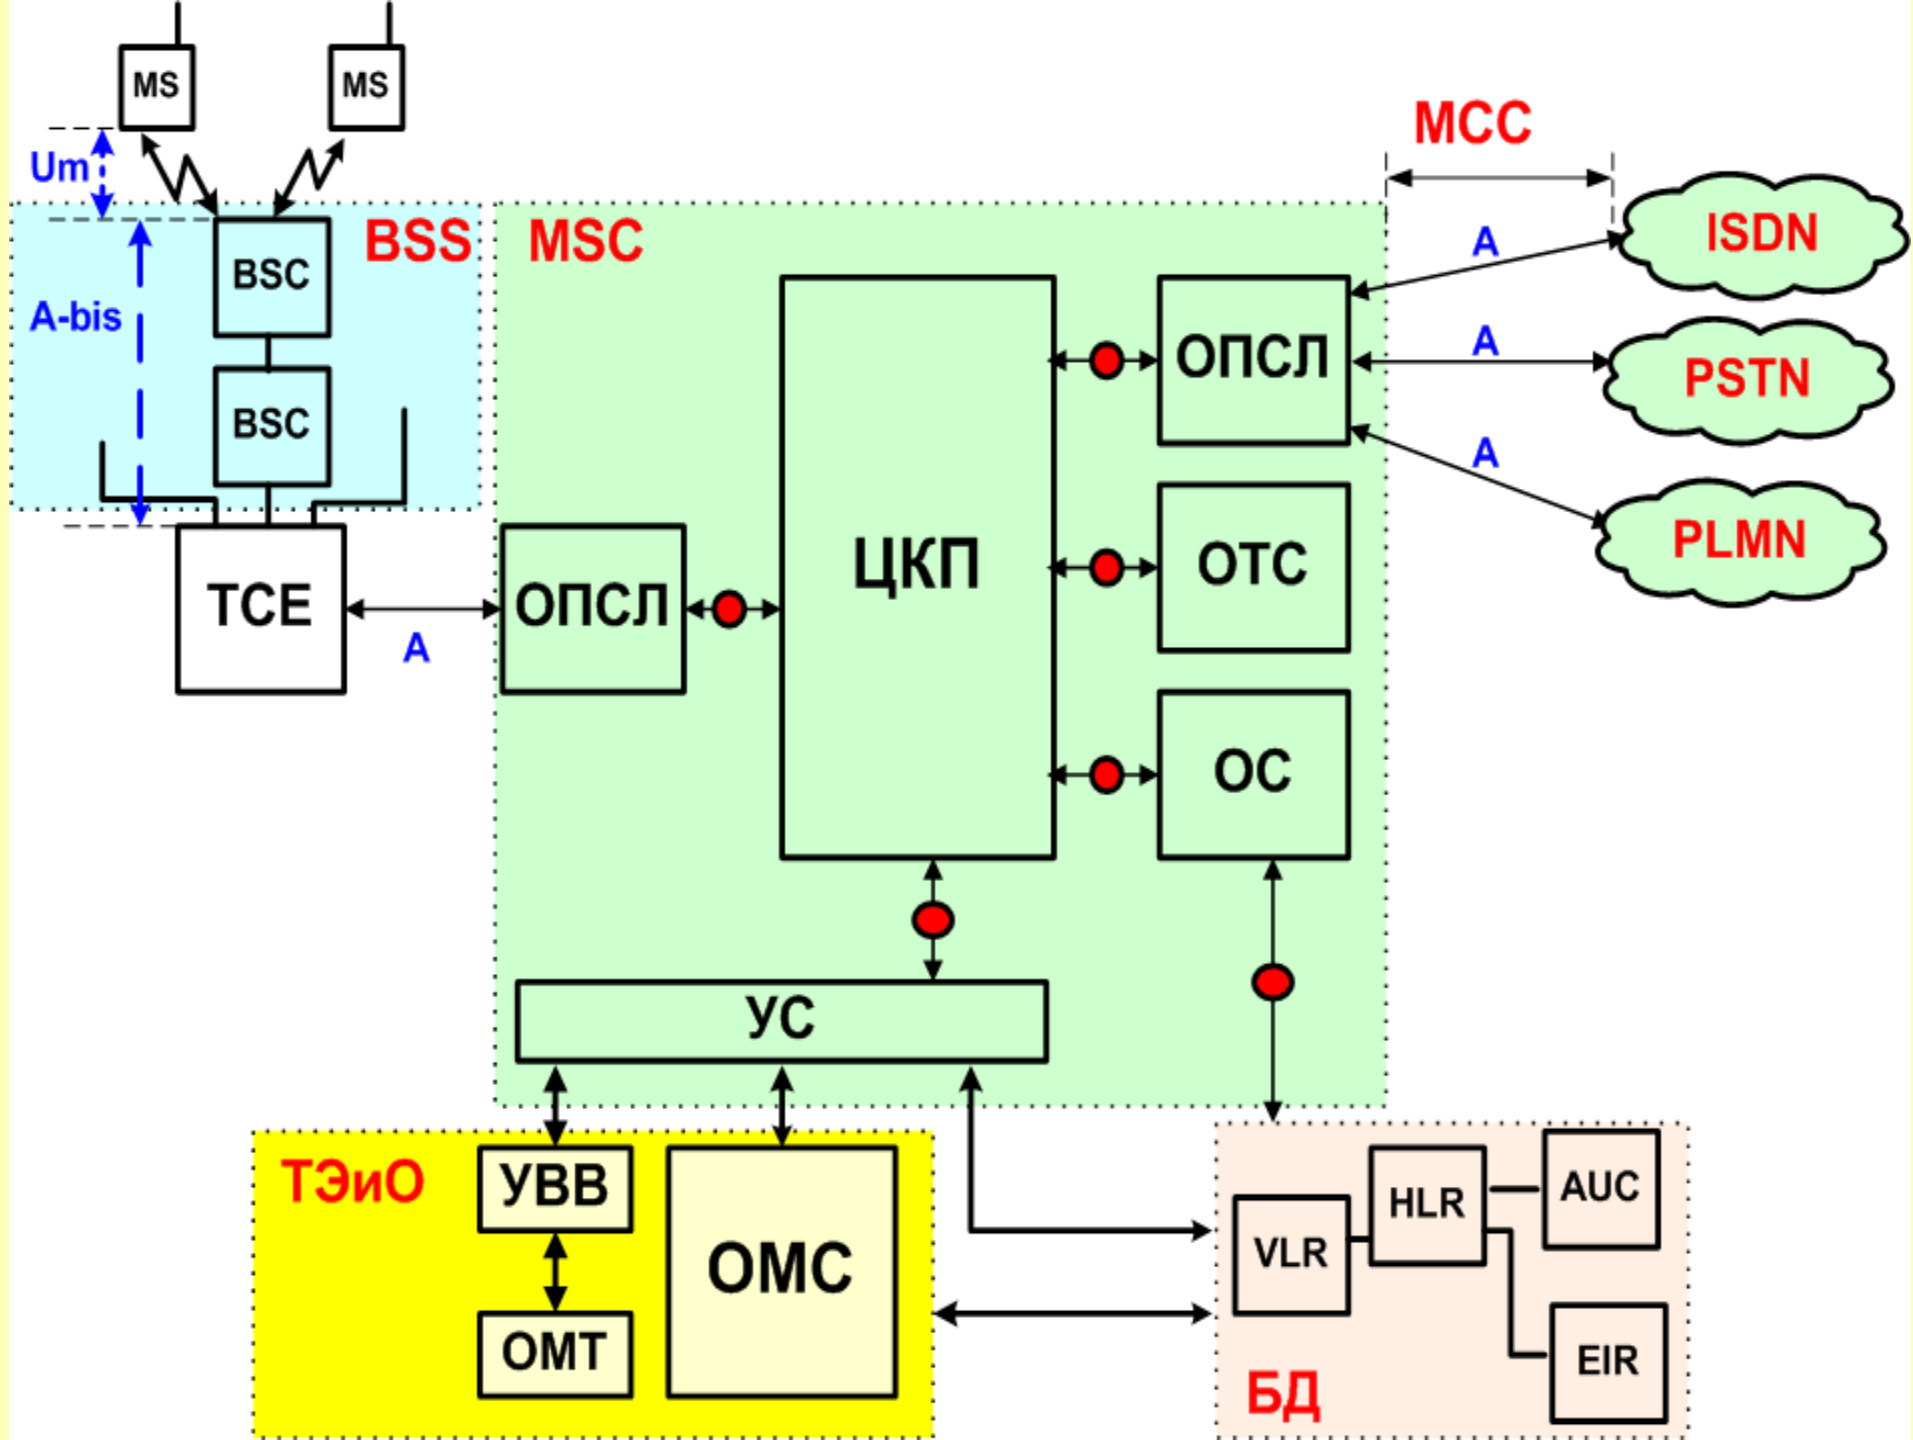 MS
MS
Um
BSS
BSC
A-bis
BSC
TCE
A
MSC
ОПСЛ
ЦКП
ОПСЛ
ОТС
ОС
УС
MCC
A
ISDN
A
PSTN
A
PLMN
ТЭиО
УВВ
ОМТ
ОМС
VLR
HLR
AUC
EIR
БД